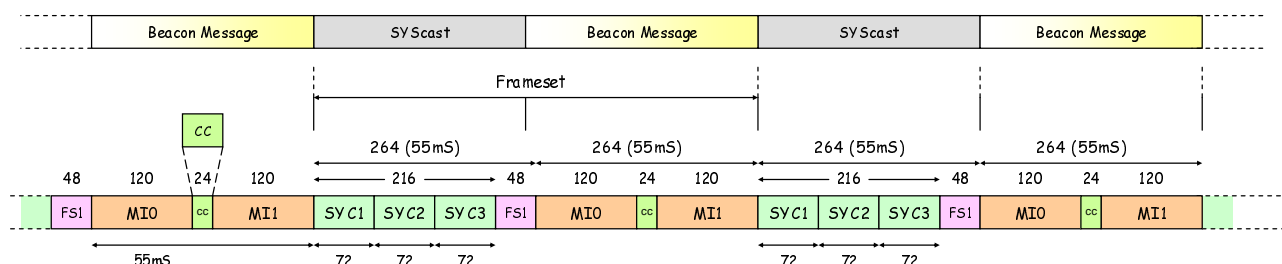 Beacon Message SYScast Beacon Message SYScast Beacon Message
Frameset
CC
264 (55mS) 264 (55mS) 264 (55mS) 264 (55mS)
48 120 24 120 216 48 120 24 120 216 48 120 24 120
FS1 MI0 CC MI1 SYC1 SYC2 SYC3 FS1 MI0 CC MI1 SYC1 SYC2 SYC3 FS1 MI0 CC MI1
55mS 72 72 72 72 72 72